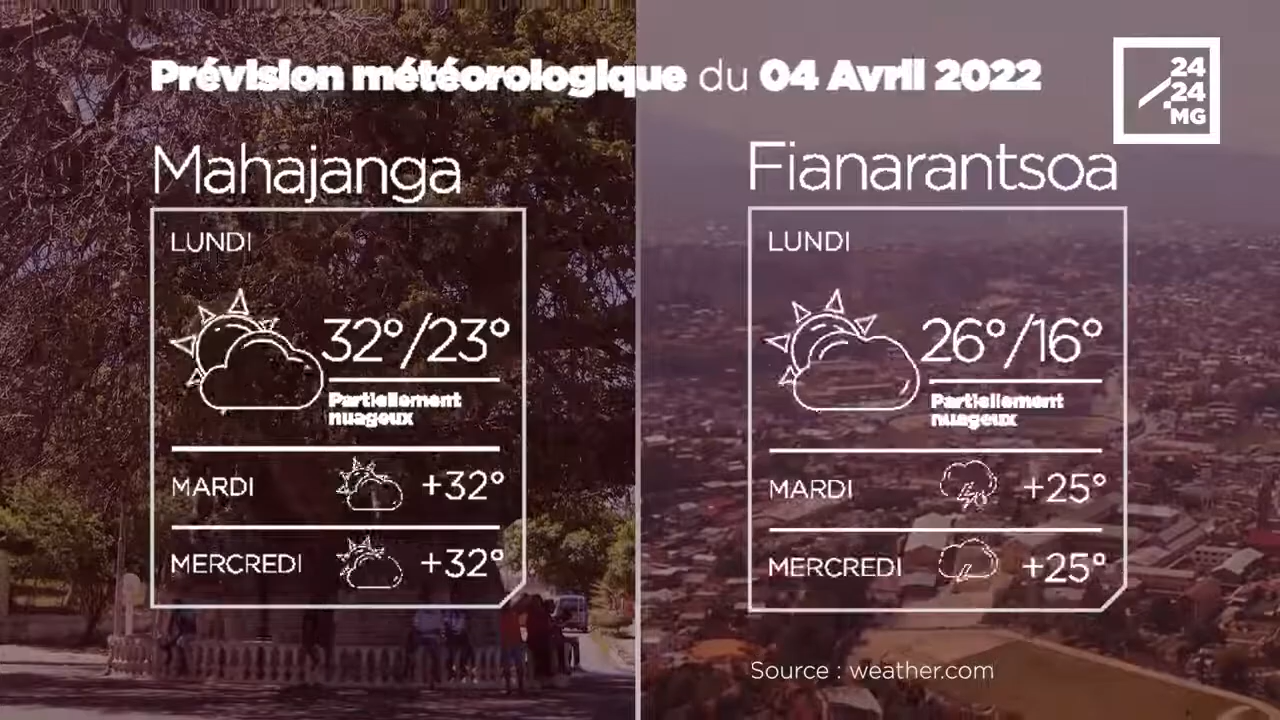 Prévision météorologique du 04 Avril 2022
24
24
MG
Mahajanga
LUNDI
32°/23°
Partiellement
nuageux
MARDI
+32°
MERCREDI
+32°
Fianarantsoa
LUNDI
26°/16°
Partiellement
nuageux
MARDI
+25°
MERCREDI
+25°
Source : weather.com